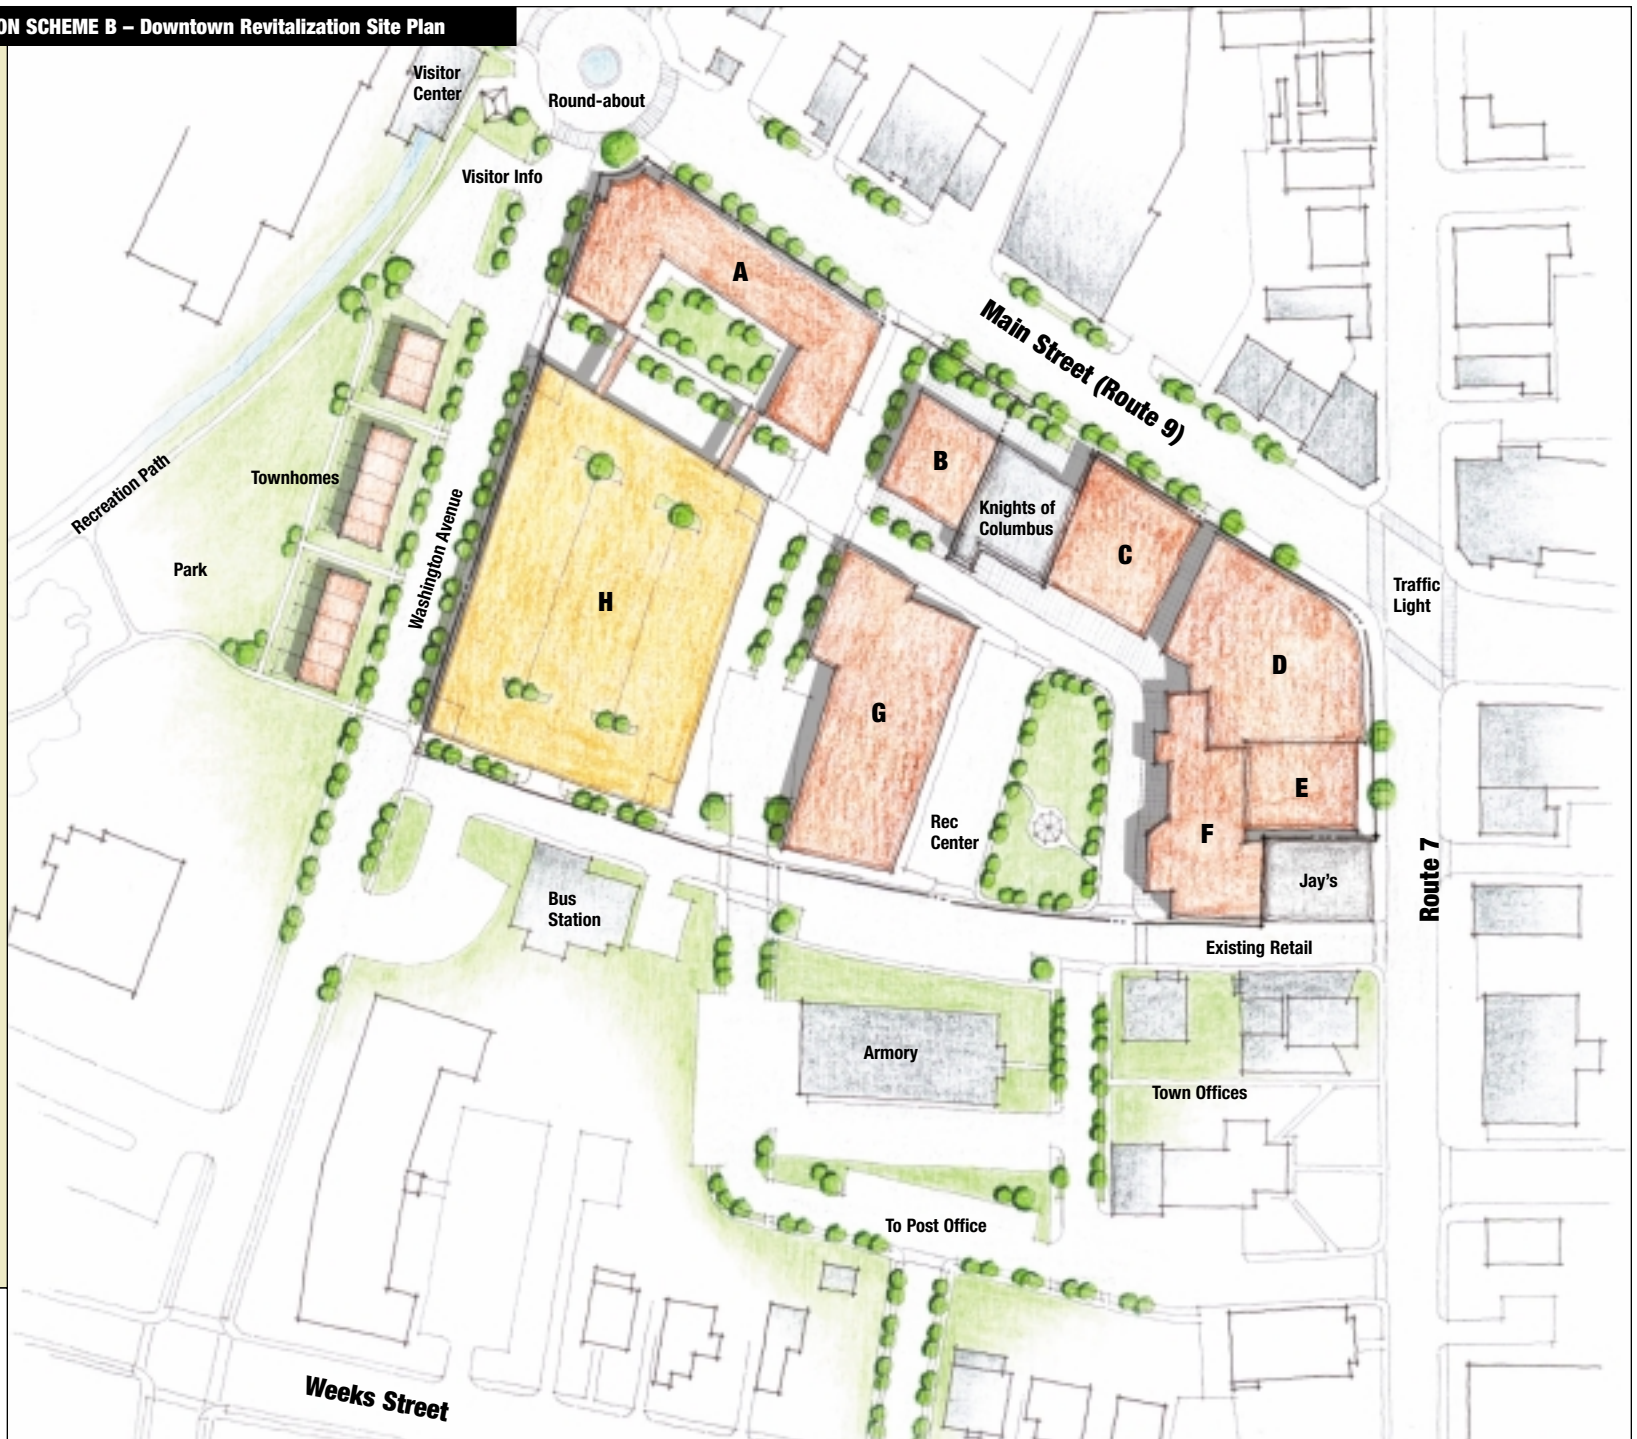 ON SCHEME B – Downtown Revitalization Site Plan
Visitor
Center
Round-about
Visitor Info
A
Main Street (Route 9)
B
Knights of
Columbus
C
Townhomes
Recreation Path
Washington Avenue
Park
H
Traffic
Light
D
G
E
Rec
Center
F
Jay's
Route 7
Bus
Station
Existing Retail
Armory
Town Offices
To Post Office
Weeks Street